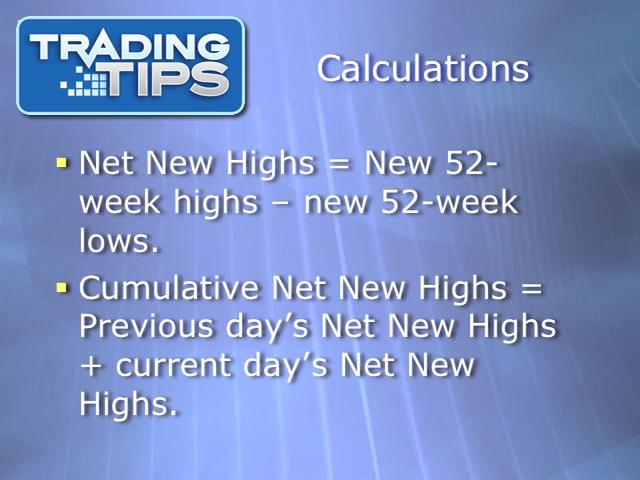 TRADING
TIPS
Calculations
Net New Highs = New 52-
week highs – new 52-week
lows.
Cumulative Net New Highs =
Previous day’s Net New Highs
+ current day’s Net New
Highs.